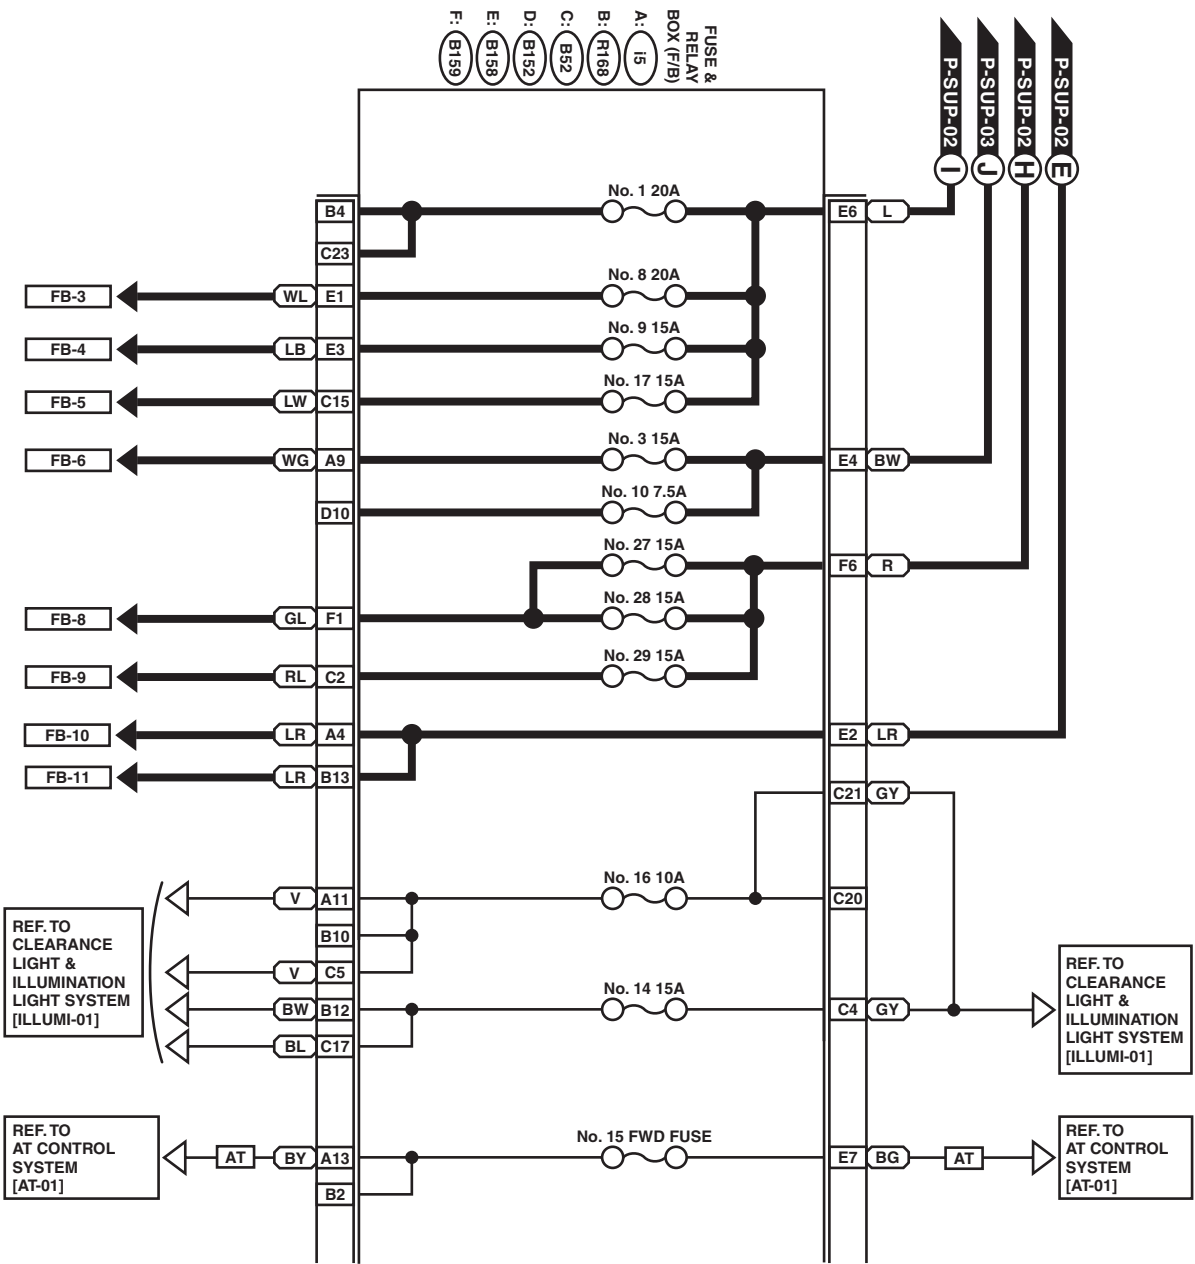 FUSE &
RELAY
BOX (F/B)
A: i5
B: R168
C: B52
D: B152
E: B158
F: B159
P-SUP-02 I
P-SUP-03 J
P-SUP-02 H
P-SUP-02 E
No. 1 20A
B4 E6 L
C23
No. 8 20A
FB-3 WL E1
No. 9 15A
FB-4 LB E3
No. 17 15A
FB-5 LW C15
No. 3 15A
FB-6 WG A9 E4 BW
No. 10 7.5A
D10
No. 27 15A
F6 R
No. 28 15A
FB-8 GL F1
No. 29 15A
FB-9 RL C2
FB-10 LR A4 E2 LR
FB-11 LR B13
C21 GY
No. 16 10A
V A11 C20
B10
V C5
No. 14 15A
BW B12 C4 GY
BL C17
REF. TO
CLEARANCE
LIGHT &
ILLUMINATION
LIGHT SYSTEM
[ILLUMI-01]
REF. TO
CLEARANCE
LIGHT &
ILLUMINATION
LIGHT SYSTEM
[ILLUMI-01]
No. 15 FWD FUSE
REF. TO
AT CONTROL
SYSTEM
[AT-01]
AT BY A13 E7 BG AT
B2
REF. TO
AT CONTROL
SYSTEM
[AT-01]